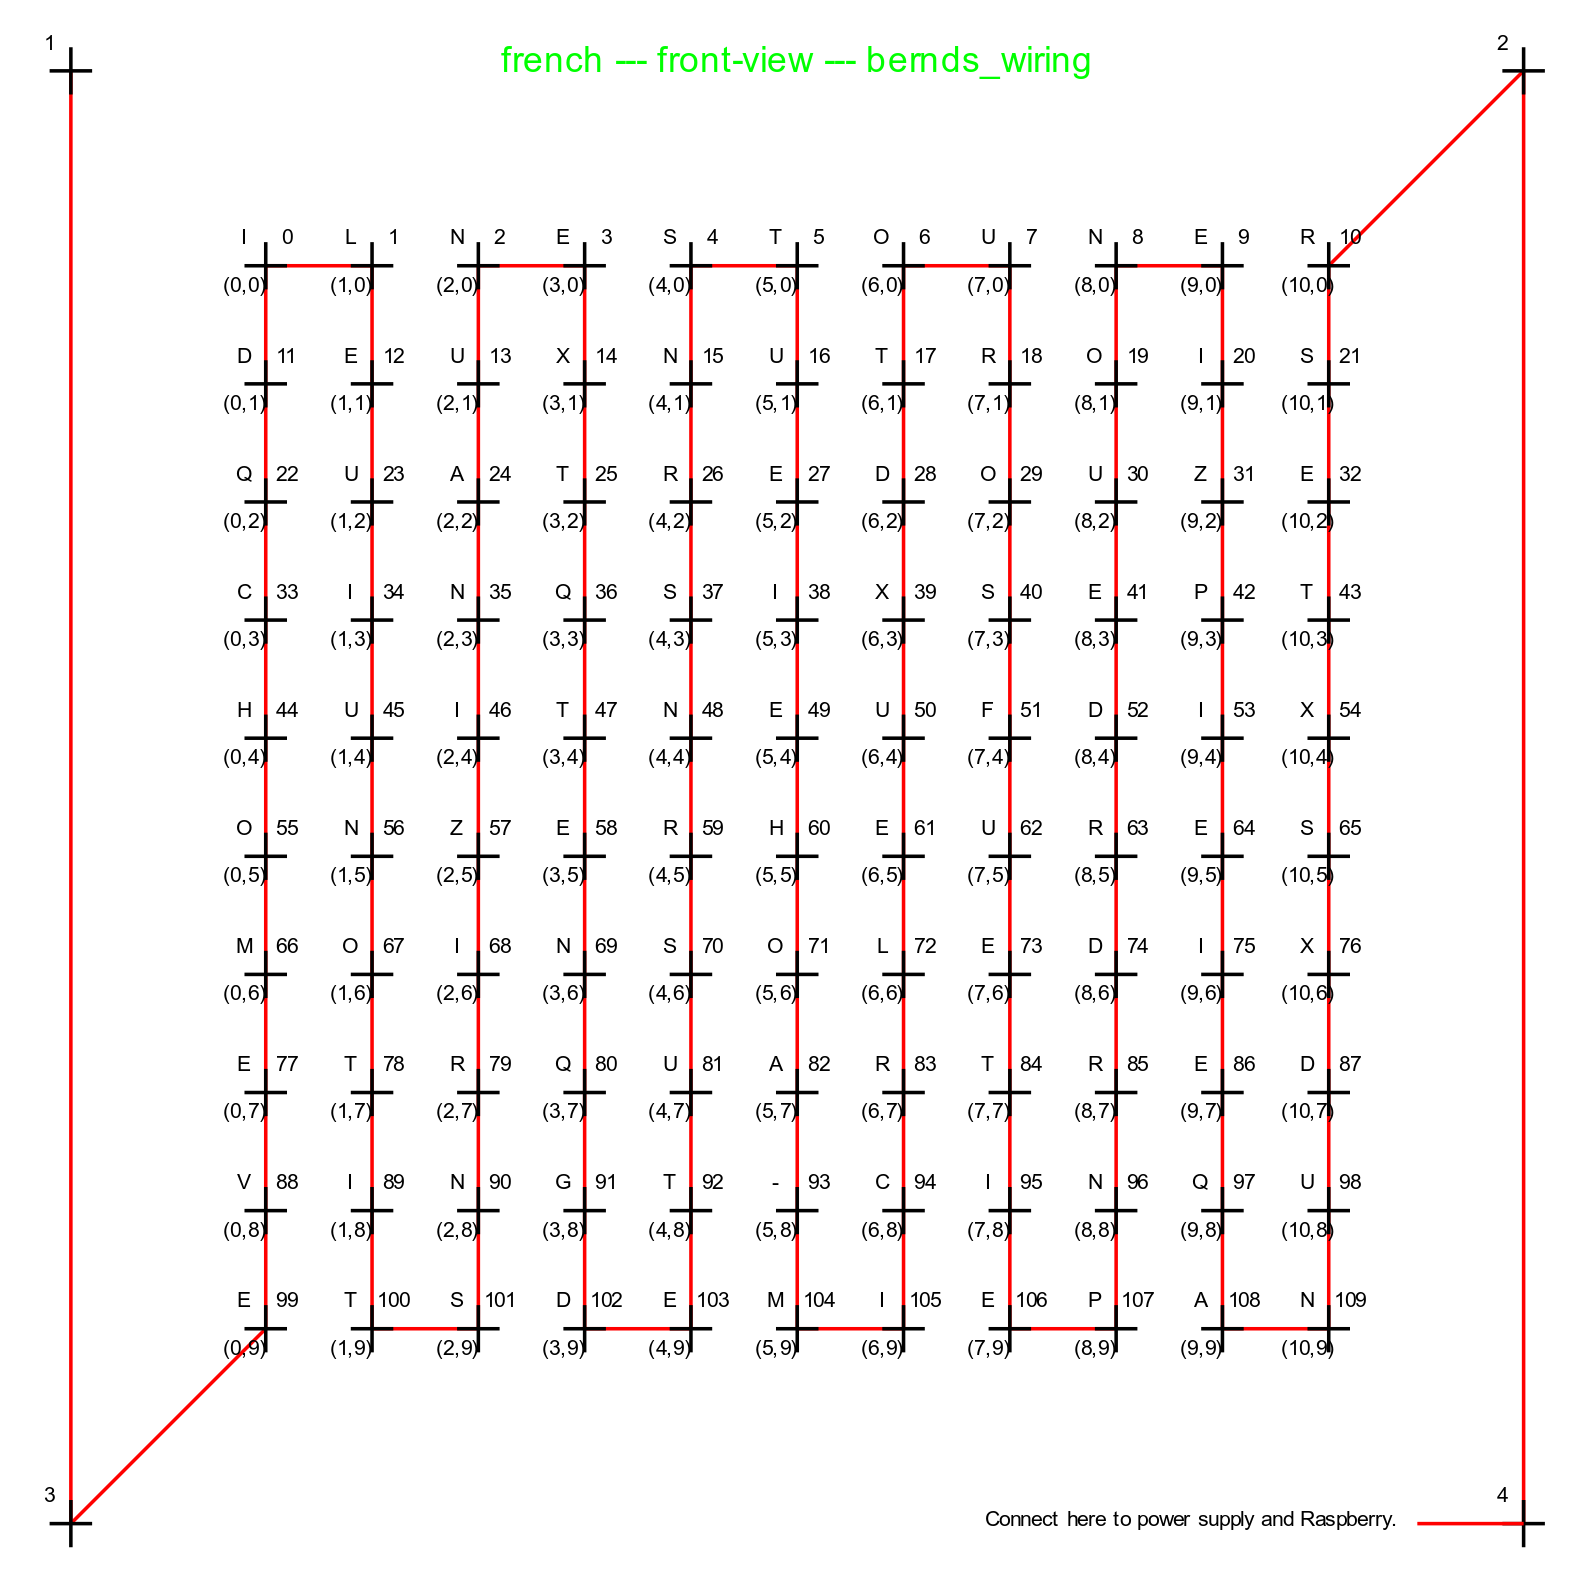 1 2
french --- front-view --- bernds_wiring
I 0 L 1 N 2 E 3 S 4 T 5 O 6 U 7 N 8 E 9 R 10
(0,0) (1,0) (2,0) (3,0) (4,0) (5,0) (6,0) (7,0) (8,0) (9,0) (10,0)
D 11 E 12 U 13 X 14 N 15 U 16 T 17 R 18 O 19 I 20 S 21
(0,1) (1,1) (2,1) (3,1) (4,1) (5,1) (6,1) (7,1) (8,1) (9,1) (10,1)
Q 22 U 23 A 24 T 25 R 26 E 27 D 28 O 29 U 30 Z 31 E 32
(0,2) (1,2) (2,2) (3,2) (4,2) (5,2) (6,2) (7,2) (8,2) (9,2) (10,2)
C 33 I 34 N 35 Q 36 S 37 I 38 X 39 S 40 E 41 P 42 T 43
(0,3) (1,3) (2,3) (3,3) (4,3) (5,3) (6,3) (7,3) (8,3) (9,3) (10,3)
H 44 U 45 I 46 T 47 N 48 E 49 U 50 F 51 D 52 I 53 X 54
(0,4) (1,4) (2,4) (3,4) (4,4) (5,4) (6,4) (7,4) (8,4) (9,4) (10,4)
O 55 N 56 Z 57 E 58 R 59 H 60 E 61 U 62 R 63 E 64 S 65
(0,5) (1,5) (2,5) (3,5) (4,5) (5,5) (6,5) (7,5) (8,5) (9,5) (10,5)
M 66 O 67 I 68 N 69 S 70 O 71 L 72 E 73 D 74 I 75 X 76
(0,6) (1,6) (2,6) (3,6) (4,6) (5,6) (6,6) (7,6) (8,6) (9,6) (10,6)
E 77 T 78 R 79 Q 80 U 81 A 82 R 83 T 84 R 85 E 86 D 87
(0,7) (1,7) (2,7) (3,7) (4,7) (5,7) (6,7) (7,7) (8,7) (9,7) (10,7)
V 88 I 89 N 90 G 91 T 92 - 93 C 94 I 95 N 96 Q 97 U 98
(0,8) (1,8) (2,8) (3,8) (4,8) (5,8) (6,8) (7,8) (8,8) (9,8) (10,8)
E 99 T 100 S 101 D 102 E 103 M 104 I 105 E 106 P 107 A 108 N 109
(0,9) (1,9) (2,9) (3,9) (4,9) (5,9) (6,9) (7,9) (8,9) (9,9) (10,9)
3 4
Connect here to power supply and Raspberry.